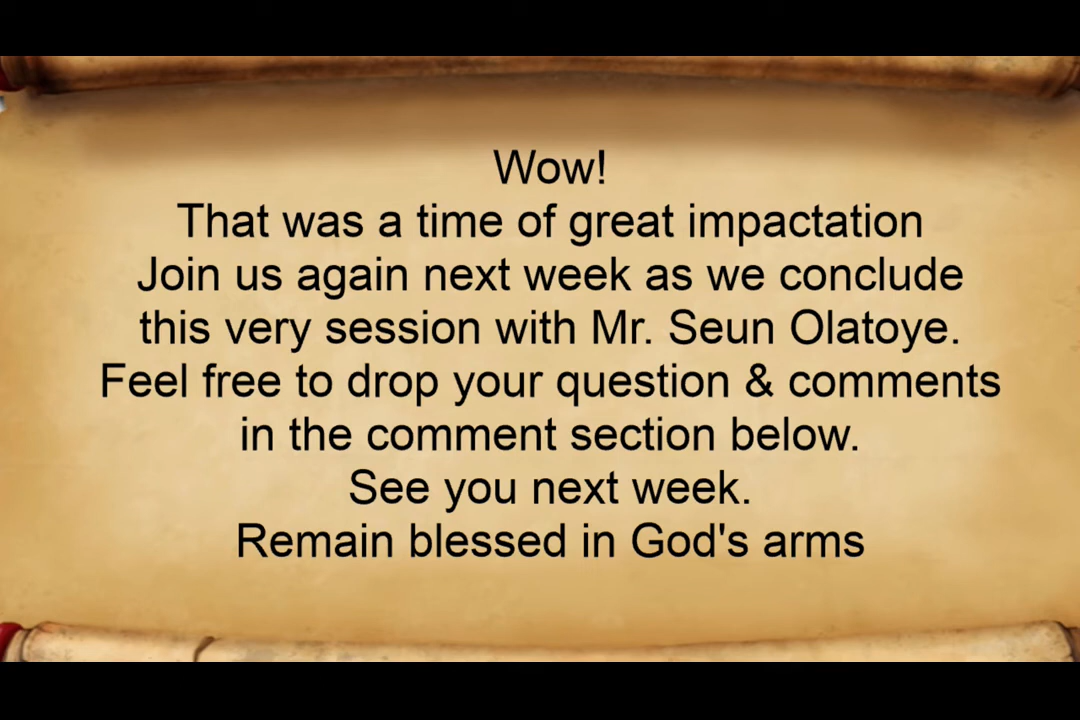 Wow!
That was a time of great impactation
Join us again next week as we conclude
this very session with Mr. Seun Olatoye.
Feel free to drop your question & comments
in the comment section below.
See you next week.
Remain blessed in God's arms